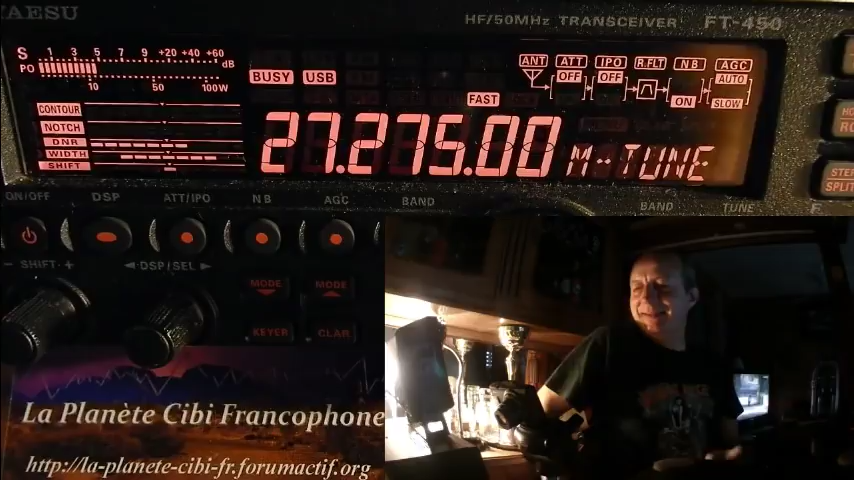 YAESU
HF/50MHz TRANSCEIVER FT-450
S 1 3 5 7 9 +20 +40 +60 dB
PO 10 50 100W
BUSY USB
ANT ATT IPO R.FLT NB AGC
OFF OFF AUTO
ON SLOW
FAST
CONTOUR
NOTCH
DNR
WIDTH
SHIFT
27.275.00 M-TUNE
STEP
SPLIT
ON/OFF DSP ATT/IPO NB AGC BAND BAND TUNE
- SHIFT + ◄DSP/SEL►
MODE MODE
KEYER CLAR
La Planète Cibi Francophone
http://la-planete-cibi-fr.forumactif.org